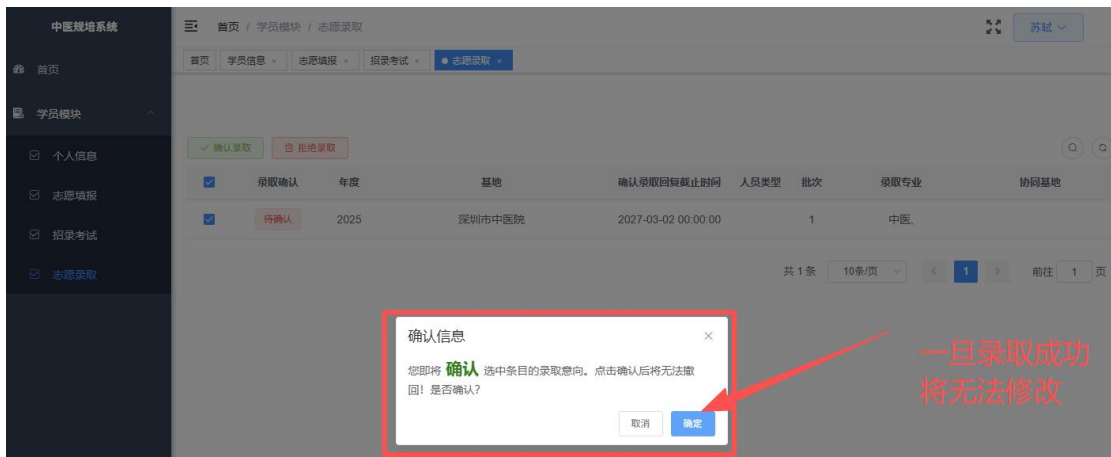 中医规培系统
首页 / 学员模块 / 志愿录取
苏轼
首页
学员信息 ×
志愿填报 ×
招录考试 ×
志愿录取 ×
首页
学员模块
个人信息
志愿填报
招录考试
志愿录取
确认录取
拒绝录取
录取确认 年度 基地 确认录取回复截止时间 人员类型 批次 录取专业 协同基地
待确认 2025 深圳市中医院 2027-03-02 00:00:00 1 中医,
共 1 条 10条/页 < 1 > 前往 1 页
确认信息 ×
您即将 确认 选中条目的录取意向。点击确认后将无法撤
回！是否确认?
取消 确定
一旦录取成功
将无法修改